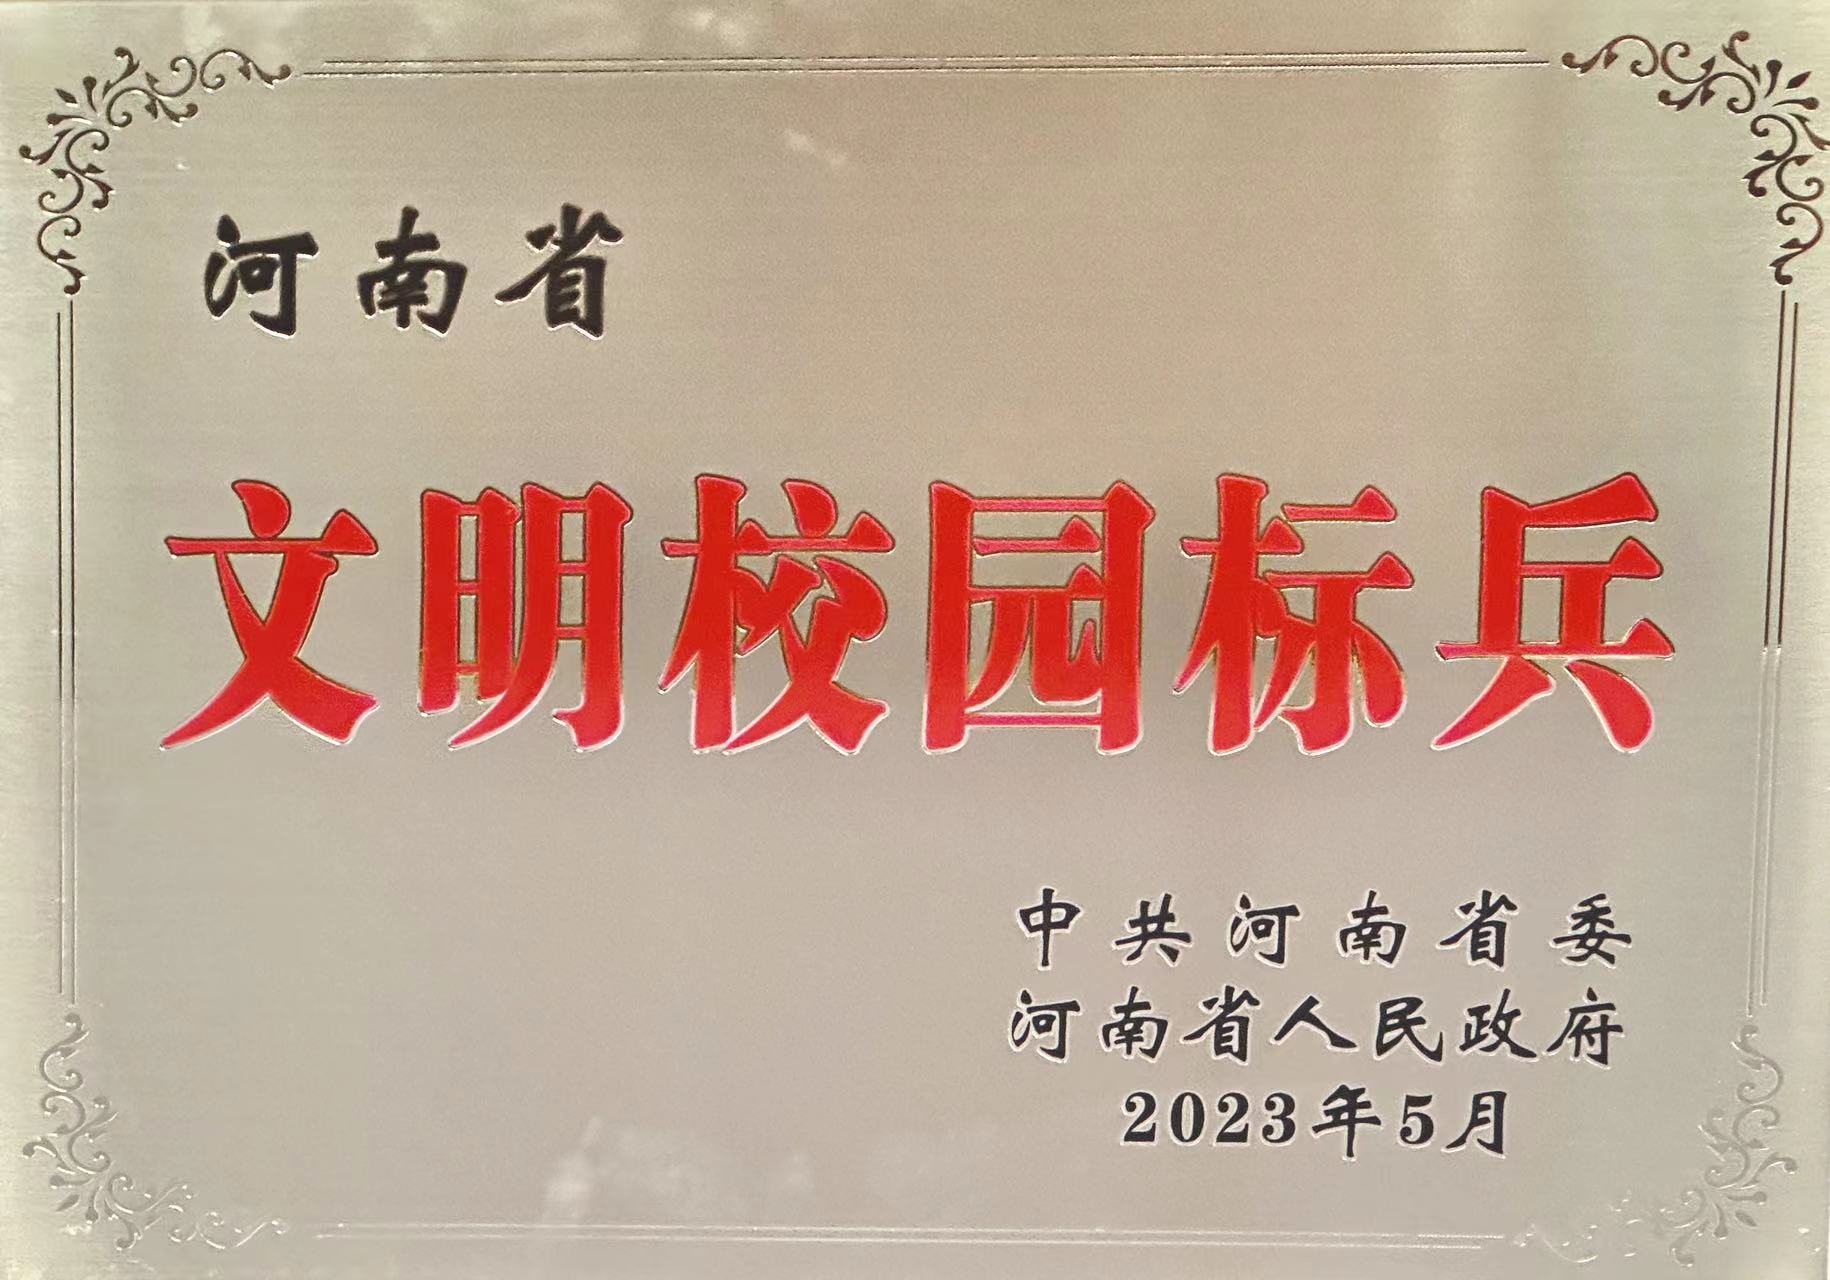 河南省
文明校园标兵
中共河南省委
河南省人民政府
2023年5月